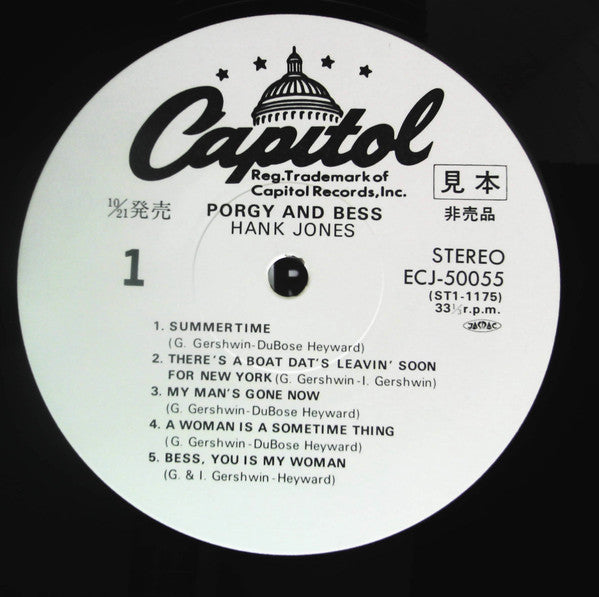 Capitol
Reg.Trademark of
Capitol Records, Inc.
見本
非売品
10/21発売
PORGY AND BESS
HANK JONES
1
STEREO
ECJ-50055
(ST1-1175)
33⅓r.p.m.
JASRAC
1. SUMMERTIME
(G. Gershwin-DuBose Heyward)
2. THERE'S A BOAT DAT'S LEAVIN' SOON
FOR NEW YORK (G. Gershwin-I. Gershwin)
3. MY MAN'S GONE NOW
(G. Gershwin-DuBose Heyward)
4. A WOMAN IS A SOMETIME THING
(G. Gershwin-DuBose Heyward)
5. BESS, YOU IS MY WOMAN
(G. & I. Gershwin-Heyward)